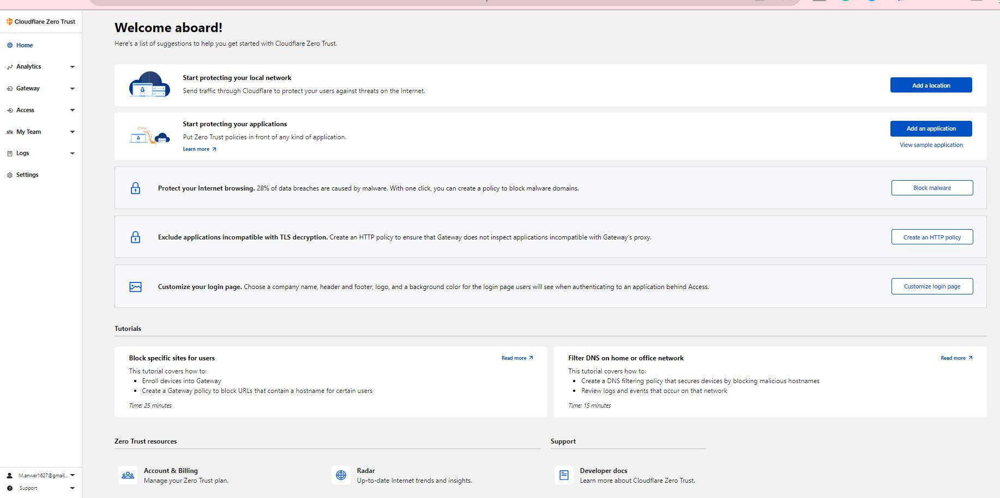 Cloudflare Zero Trust
Home
Analytics
Gateway
Access
My Team
Logs
Settings
M.anwer1627@gmail...
Support
Welcome aboard!
Here's a list of suggestions to help you get started with Cloudflare Zero Trust.
Start protecting your local network
Send traffic through Cloudflare to protect your users against threats on the Internet.
Add a location
Start protecting your applications
Put Zero Trust policies in front of any kind of application.
Learn more
Add an application
View sample application
Protect your Internet browsing. 28% of data breaches are caused by malware. With one click, you can create a policy to block malware domains.
Block malware
Exclude applications incompatible with TLS decryption. Create an HTTP policy to ensure that Gateway does not inspect applications incompatible with Gateway's proxy.
Create an HTTP policy
Customize your login page. Choose a company name, header and footer, logo, and a background color for the login page users will see when authenticating to an application behind Access.
Customize login page
Tutorials
Block specific sites for users
Read more
This tutorial covers how to:
• Enroll devices into Gateway
• Create a Gateway policy to block URLs that contain a hostname for certain users
Time: 25 minutes
Filter DNS on home or office network
Read more
This tutorial covers how to:
• Create a DNS filtering policy that secures devices by blocking malicious hostnames
• Review logs and events that occur on that network
Time: 15 minutes
Zero Trust resources
Account & Billing
Manage your Zero Trust plan.
Radar
Up-to-date Internet trends and insights.
Support
Developer docs
Learn more about Cloudflare Zero Trust.